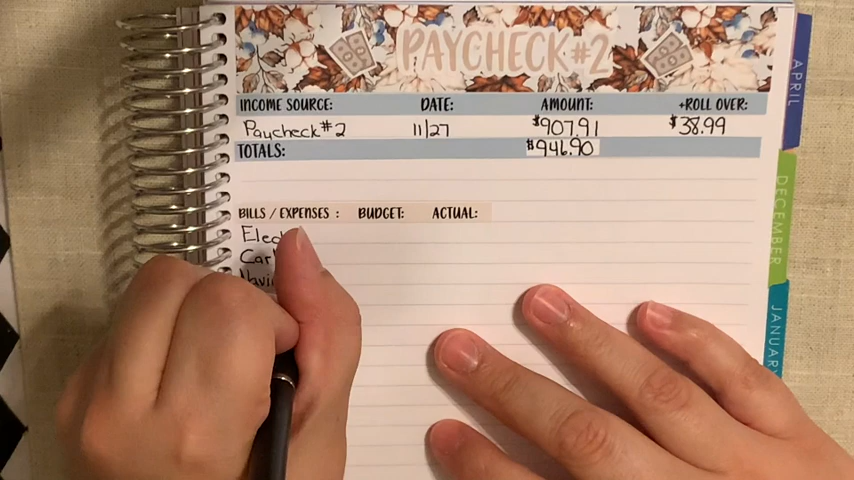 PAYCHECK #2
INCOME SOURCE: DATE: AMOUNT: +ROLL OVER:
Paycheck #2 11/27 $907.91 $38.99
TOTALS: $946.90
BILLS / EXPENSES : BUDGET: ACTUAL:
APRIL
DECEMBER
JANUARY